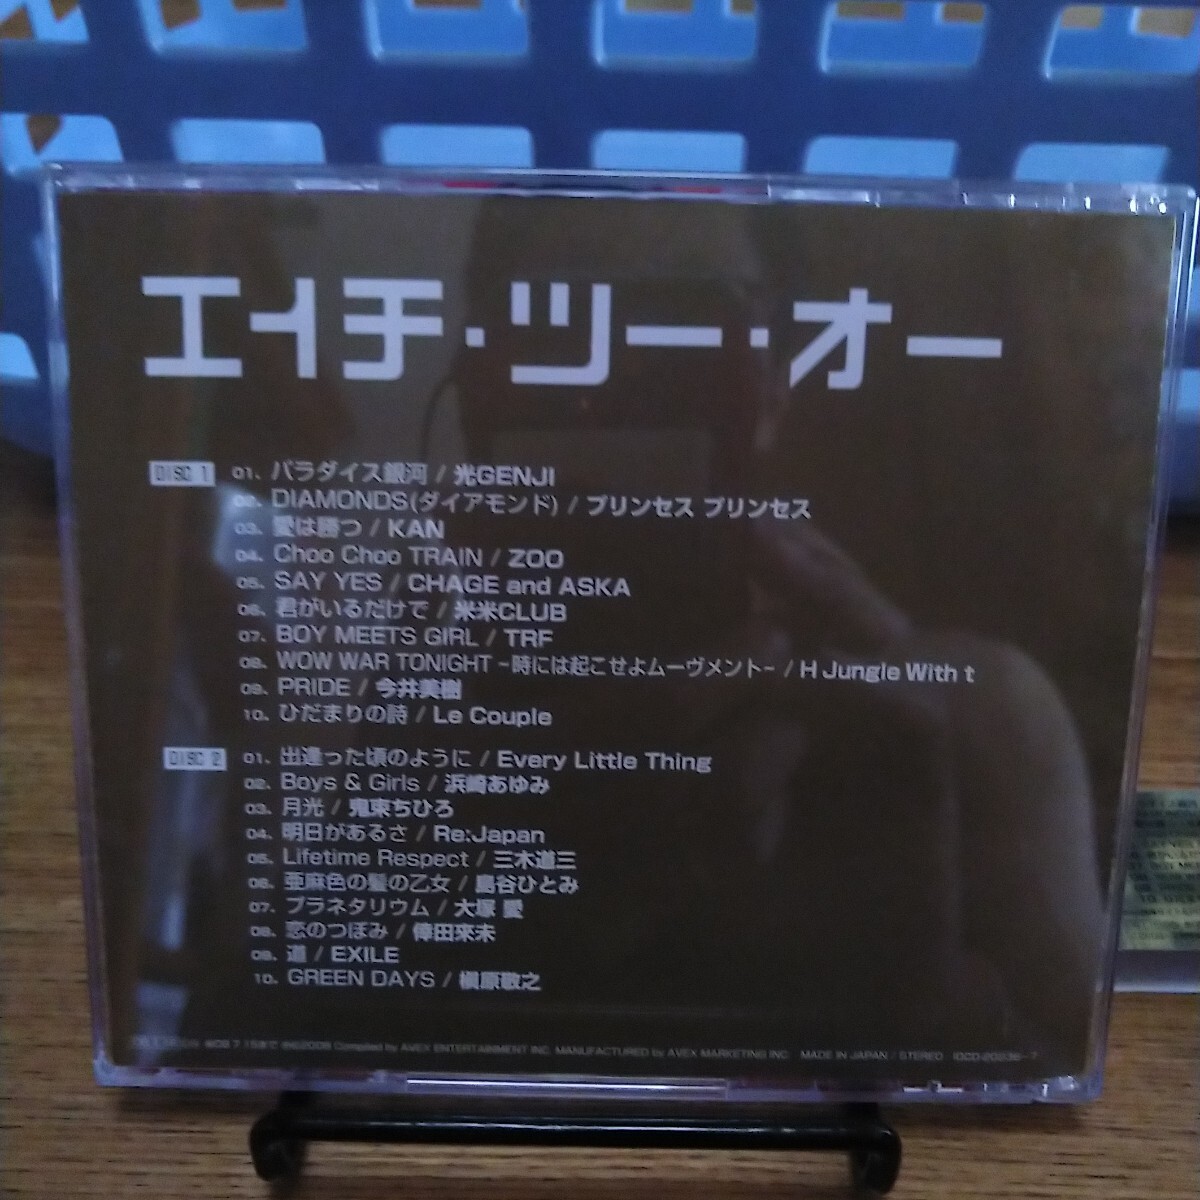 エイチ・ツー・オー
DISC 1 01. パラダイス銀河 / 光GENJI
02. DIAMONDS(ダイアモンド) / プリンセス プリンセス
03. 愛は勝つ / KAN
04. Choo Choo TRAIN / ZOO
05. SAY YES / CHAGE and ASKA
06. 君がいるだけで / 米米CLUB
07. BOY MEETS GIRL / TRF
08. WOW WAR TONIGHT ~時には起こせよムーヴメント~ / H Jungle With t
09. PRIDE / 今井美樹
10. ひだまりの詩 / Le Couple
DISC 2 01. 出逢った頃のように / Every Little Thing
02. Boys & Girls / 浜崎あゆみ
03. 月光 / 鬼束ちひろ
04. 明日があるさ / Re:Japan
05. Lifetime Respect / 三木道三
06. 亜麻色の髪の乙女 / 島谷ひとみ
07. プラネタリウム / 大塚 愛
08. 恋のつぼみ / 倖田來未
09. 道 / EXILE
10. GREEN DAYS / 槇原敬之
Compiled by AVEX ENTERTAINMENT INC. MANUFACTURED by AVEX MARKETING INC. MADE IN JAPAN / STEREO